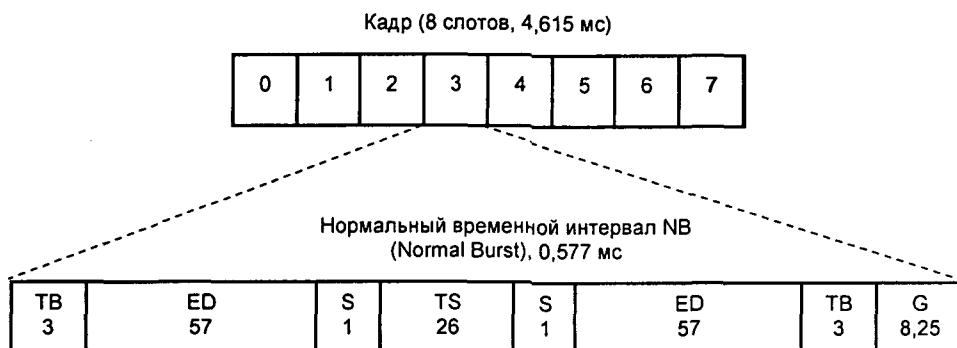 Кадр (8 слотов, 4,615 мс)
0 1 2 3 4 5 6 7
Нормальный временной интервал NB
(Normal Burst), 0,577 мс
TB ED S TS S ED TB G
3 57 1 26 1 57 3 8,25